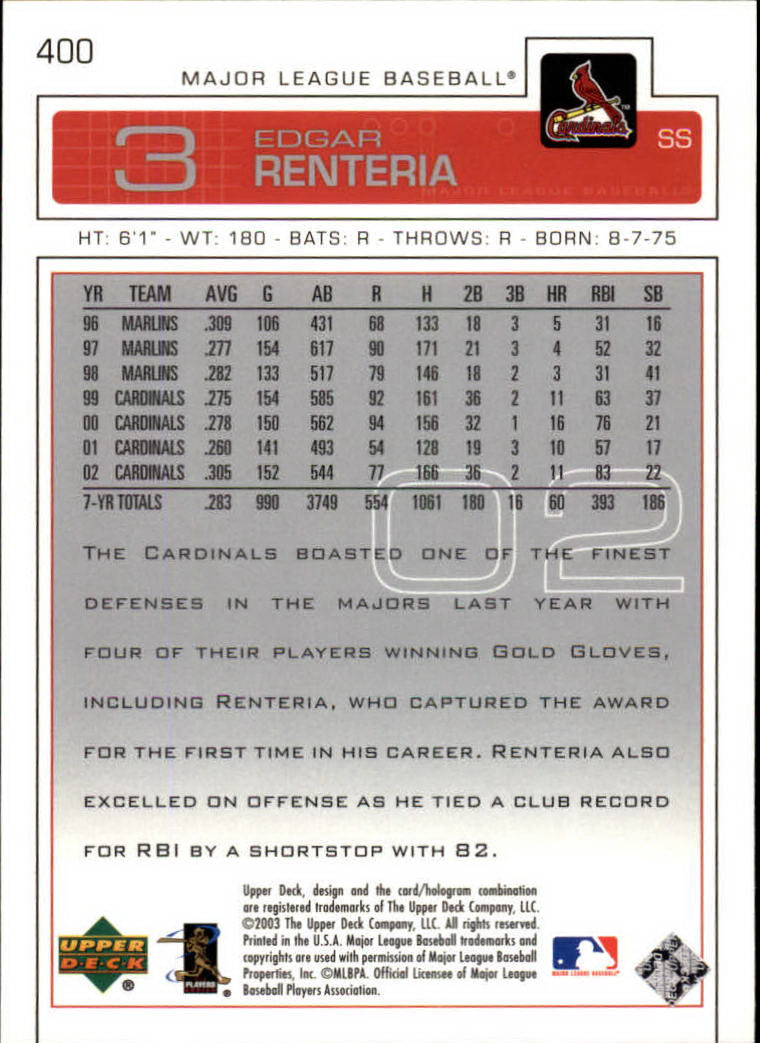 400
MAJOR LEAGUE BASEBALL®
Cardinals™
3 EDGAR RENTERIA SS
MAJOR LEAGUE BASEBALL
HT: 6'1" - WT: 180 - BATS: R - THROWS: R - BORN: 8-7-75
YR TEAM AVG G AB R H 2B 3B HR RBI SB
96 MARLINS .309 106 431 68 133 18 3 5 31 16
97 MARLINS .277 154 617 90 171 21 3 4 52 32
98 MARLINS .282 133 517 79 146 18 2 3 31 41
99 CARDINALS .275 154 585 92 161 36 2 11 63 37
00 CARDINALS .278 150 562 94 156 32 1 16 76 21
01 CARDINALS .260 141 493 54 128 19 3 10 57 17
02 CARDINALS .305 152 544 77 166 36 2 11 83 22
7-YR TOTALS .283 990 3749 554 1061 180 16 60 393 186
02
THE CARDINALS BOASTED ONE OF THE FINEST
DEFENSES IN THE MAJORS LAST YEAR WITH
FOUR OF THEIR PLAYERS WINNING GOLD GLOVES,
INCLUDING RENTERIA, WHO CAPTURED THE AWARD
FOR THE FIRST TIME IN HIS CAREER. RENTERIA ALSO
EXCELLED ON OFFENSE AS HE TIED A CLUB RECORD
FOR RBI BY A SHORTSTOP WITH 82.
UPPER
D·E·C·K ®
PLAYERS
®
Upper Deck, design and the card/hologram combination
are registered trademarks of The Upper Deck Company, LLC.
©2003 The Upper Deck Company, LLC. All rights reserved.
Printed in the U.S.A. Major League Baseball trademarks and
copyrights are used with permission of Major League Baseball
Properties, Inc. ©MLBPA. Official Licensee of Major League
Baseball Players Association.
MAJOR LEAGUE BASEBALL